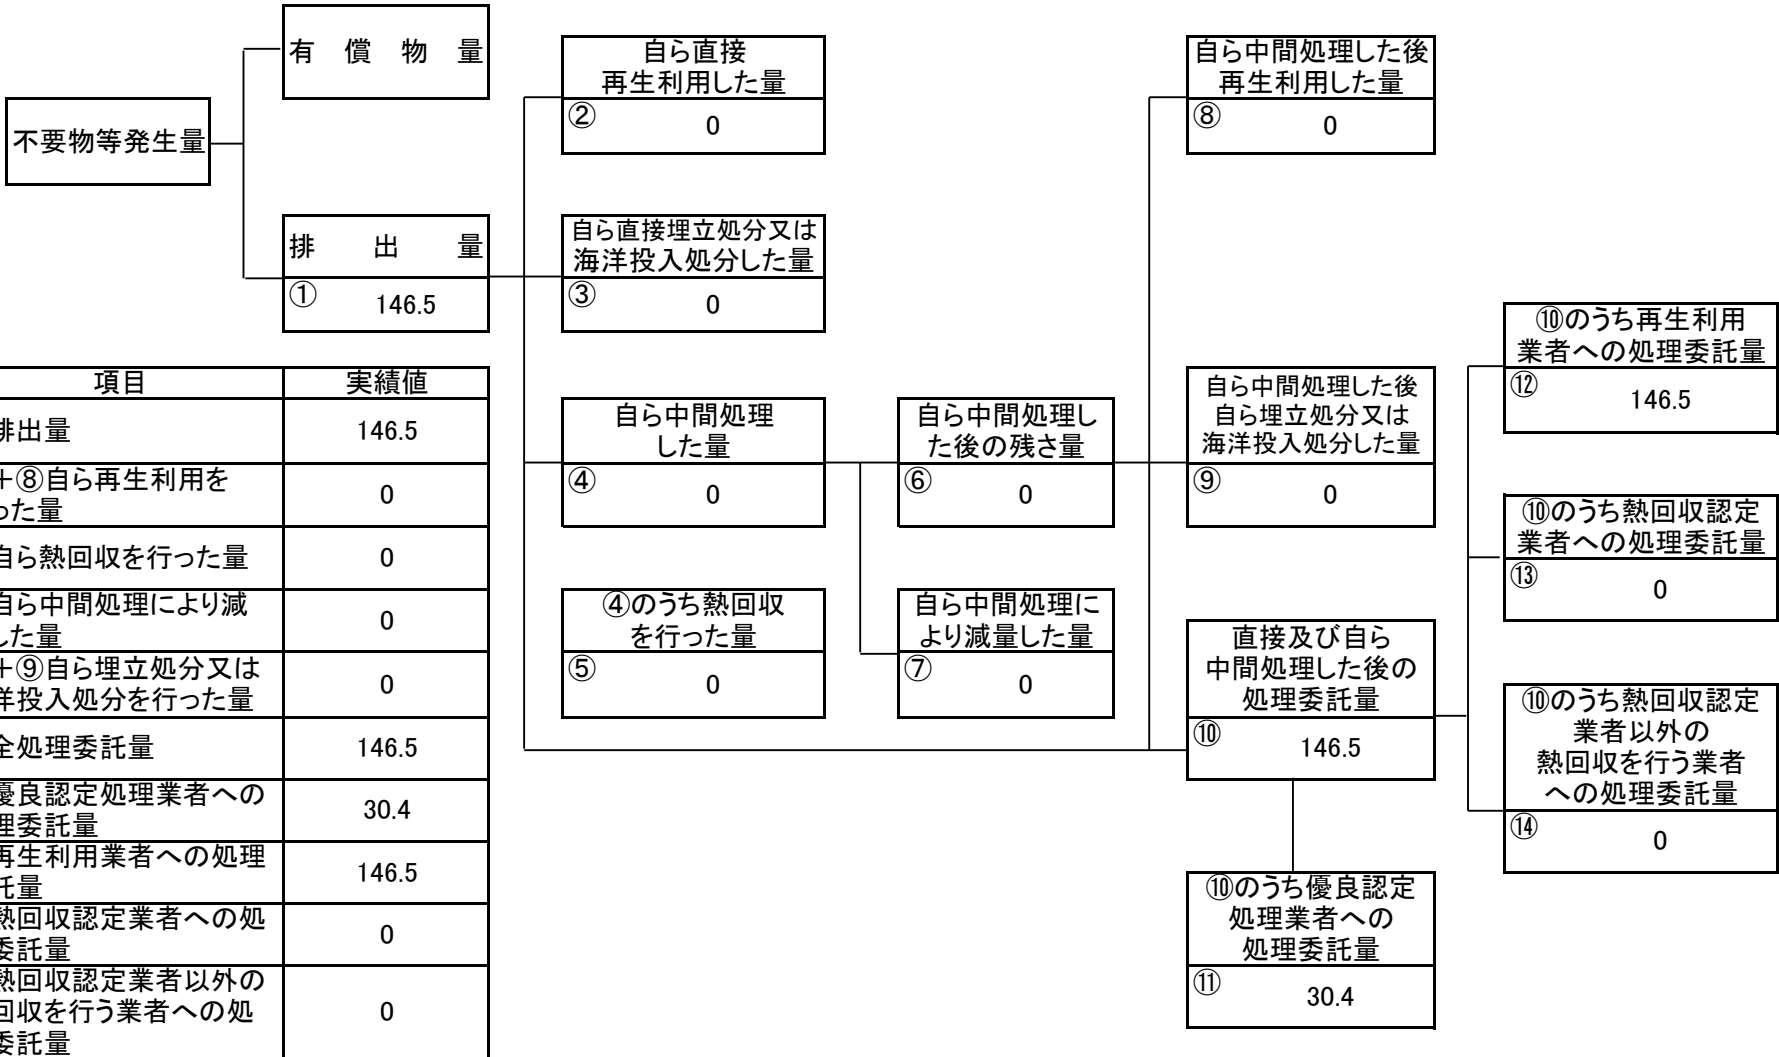 有償物量
不要物等発生量
排出量
① 146.5
自ら直接
再生利用した量
② 0
自ら直接埋立処分又は
海洋投入処分した量
③ 0
自ら中間処理
した量
④ 0
④のうち熱回収
を行った量
⑤ 0
自ら中間処理し
た後の残さ量
⑥ 0
自ら中間処理に
より減量した量
⑦ 0
自ら中間処理した後
再生利用した量
⑧ 0
自ら中間処理した後
自ら埋立処分又は
海洋投入処分した量
⑨ 0
直接及び自ら
中間処理した後の
処理委託量
⑩ 146.5
⑩のうち優良認定
処理業者への
処理委託量
⑪ 30.4
⑩のうち再生利用
業者への処理委託量
⑫ 146.5
⑩のうち熱回収認定
業者への処理委託量
⑬ 0
⑩のうち熱回収認定
業者以外の
熱回収を行う業者
への処理委託量
⑭ 0
項目 実績値
排出量 146.5
+⑧自ら再生利用を
った量 0
自ら熱回収を行った量 0
自ら中間処理により減
した量 0
+⑨自ら埋立処分又は
洋投入処分を行った量 0
全処理委託量 146.5
優良認定処理業者への
理委託量 30.4
再生利用業者への処理
託量 146.5
熱回収認定業者への処
委託量 0
熱回収認定業者以外の
回収を行う業者への処
委託量 0